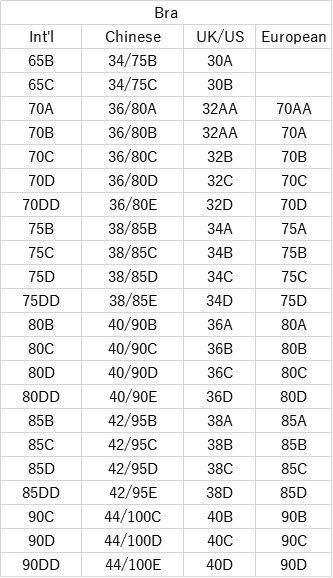 Bra
Int'l Chinese UK/US European
65B 34/75B 30A
65C 34/75C 30B
70A 36/80A 32AA 70AA
70B 36/80B 32AA 70A
70C 36/80C 32B 70B
70D 36/80D 32C 70C
70DD 36/80E 32D 70D
75B 38/85B 34A 75A
75C 38/85C 34B 75B
75D 38/85D 34C 75C
75DD 38/85E 34D 75D
80B 40/90B 36A 80A
80C 40/90C 36B 80B
80D 40/90D 36C 80C
80DD 40/90E 36D 80D
85B 42/95B 38A 85A
85C 42/95C 38B 85B
85D 42/95D 38C 85C
85DD 42/95E 38D 85D
90C 44/100C 40B 90B
90D 44/100D 40C 90C
90DD 44/100E 40D 90D